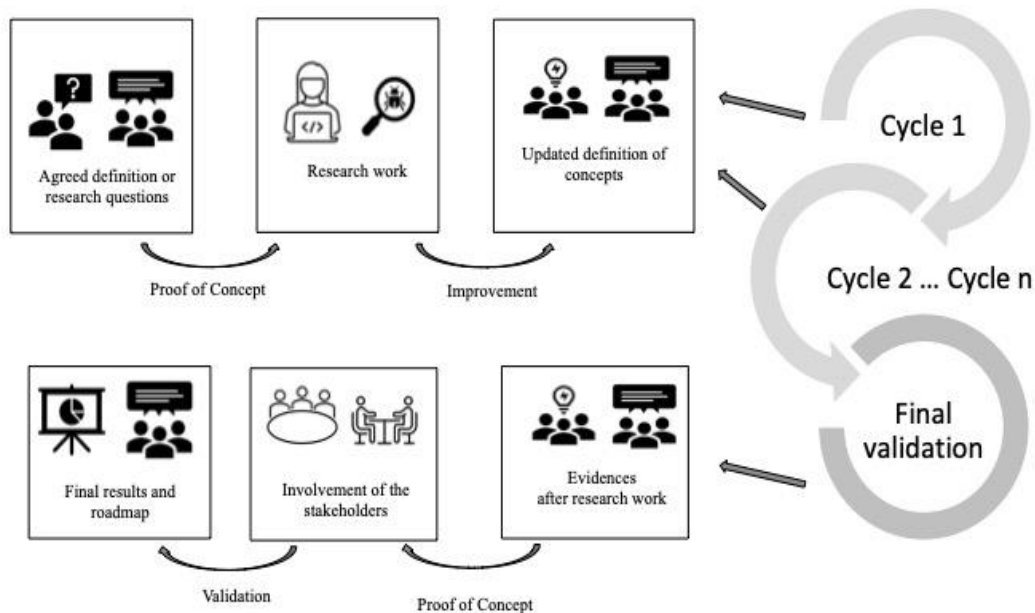 Agreed definition or
research questions
Research work
Updated definition of
concepts
Proof of Concept
Improvement
Cycle 1
Cycle 2 ... Cycle n
Final
validation
Final results and
roadmap
Involvement of the
stakeholders
Evidences
after research work
Validation
Proof of Concept
?
</>